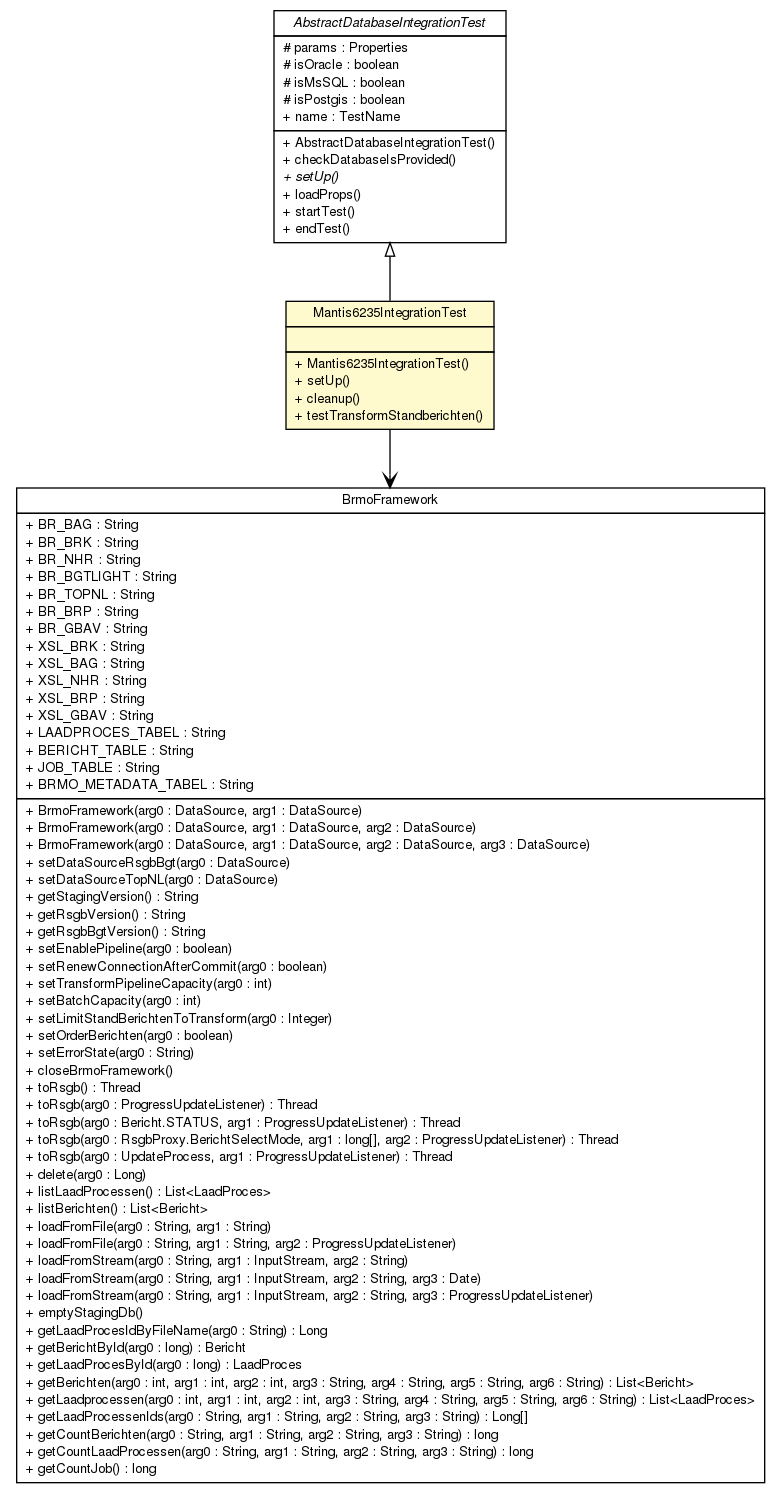 AbstractDatabaseIntegrationTest
# params : Properties
# isOracle : boolean
# isMsSQL : boolean
# isPostgis : boolean
+ name : TestName
+ AbstractDatabaseIntegrationTest()
+ checkDatabaseIsProvided()
+ setUp()
+ loadProps()
+ startTest()
+ endTest()
Mantis6235IntegrationTest
+ Mantis6235IntegrationTest()
+ setUp()
+ cleanup()
+ testTransformStandberichten()
BrmoFramework
+ BR_BAG : String
+ BR_BRK : String
+ BR_NHR : String
+ BR_BGTLIGHT : String
+ BR_TOPNL : String
+ BR_BRP : String
+ BR_GBAV : String
+ XSL_BRK : String
+ XSL_BAG : String
+ XSL_NHR : String
+ XSL_BRP : String
+ XSL_GBAV : String
+ LAADPROCES_TABEL : String
+ BERICHT_TABLE : String
+ JOB_TABLE : String
+ BRMO_METADATA_TABEL : String
+ BrmoFramework(arg0 : DataSource, arg1 : DataSource)
+ BrmoFramework(arg0 : DataSource, arg1 : DataSource, arg2 : DataSource)
+ BrmoFramework(arg0 : DataSource, arg1 : DataSource, arg2 : DataSource, arg3 : DataSource)
+ setDataSourceRsgbBgt(arg0 : DataSource)
+ setDataSourceTopNL(arg0 : DataSource)
+ getStagingVersion() : String
+ getRsgbVersion() : String
+ getRsgbBgtVersion() : String
+ setEnablePipeline(arg0 : boolean)
+ setRenewConnectionAfterCommit(arg0 : boolean)
+ setTransformPipelineCapacity(arg0 : int)
+ setBatchCapacity(arg0 : int)
+ setLimitStandBerichtenToTransform(arg0 : Integer)
+ setOrderBerichten(arg0 : boolean)
+ setErrorState(arg0 : String)
+ closeBrmoFramework()
+ toRsgb() : Thread
+ toRsgb(arg0 : ProgressUpdateListener) : Thread
+ toRsgb(arg0 : Bericht.STATUS, arg1 : ProgressUpdateListener) : Thread
+ toRsgb(arg0 : RsgbProxy.BerichtSelectMode, arg1 : long[], arg2 : ProgressUpdateListener) : Thread
+ toRsgb(arg0 : UpdateProcess, arg1 : ProgressUpdateListener) : Thread
+ delete(arg0 : Long)
+ listLaadProcessen() : List<LaadProces>
+ listBerichten() : List<Bericht>
+ loadFromFile(arg0 : String, arg1 : String)
+ loadFromFile(arg0 : String, arg1 : String, arg2 : ProgressUpdateListener)
+ loadFromStream(arg0 : String, arg1 : InputStream, arg2 : String)
+ loadFromStream(arg0 : String, arg1 : InputStream, arg2 : String, arg3 : Date)
+ loadFromStream(arg0 : String, arg1 : InputStream, arg2 : String, arg3 : ProgressUpdateListener)
+ emptyStagingDb()
+ getLaadProcesIdByFileName(arg0 : String) : Long
+ getBerichtById(arg0 : long) : Bericht
+ getLaadProcesById(arg0 : long) : LaadProces
+ getBerichten(arg0 : int, arg1 : int, arg2 : int, arg3 : String, arg4 : String, arg5 : String, arg6 : String) : List<Bericht>
+ getLaadprocessen(arg0 : int, arg1 : int, arg2 : int, arg3 : String, arg4 : String, arg5 : String, arg6 : String) : List<LaadProces>
+ getLaadProcessenIds(arg0 : String, arg1 : String, arg2 : String, arg3 : String) : Long[]
+ getCountBerichten(arg0 : String, arg1 : String, arg2 : String, arg3 : String) : long
+ getCountLaadProcessen(arg0 : String, arg1 : String, arg2 : String, arg3 : String) : long
+ getCountJob() : long